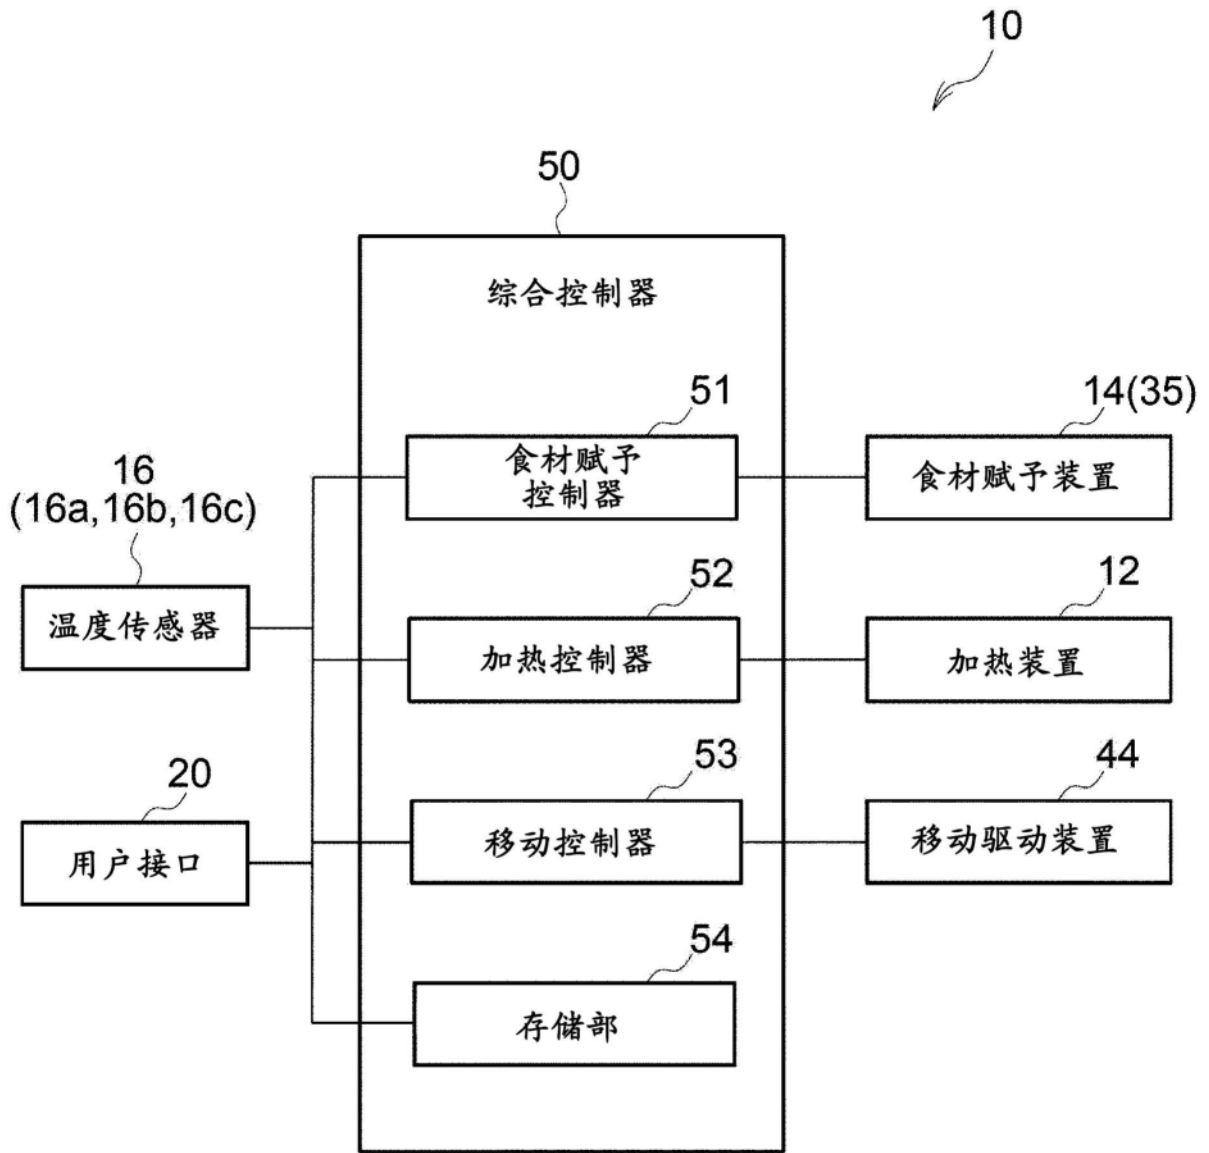 10
50
综合控制器
51
食材赋予
控制器
14(35)
食材赋予装置
16
(16a,16b,16c)
温度传感器
52
加热控制器
12
加热装置
20
用户接口
53
移动控制器
44
移动驱动装置
54
存储部